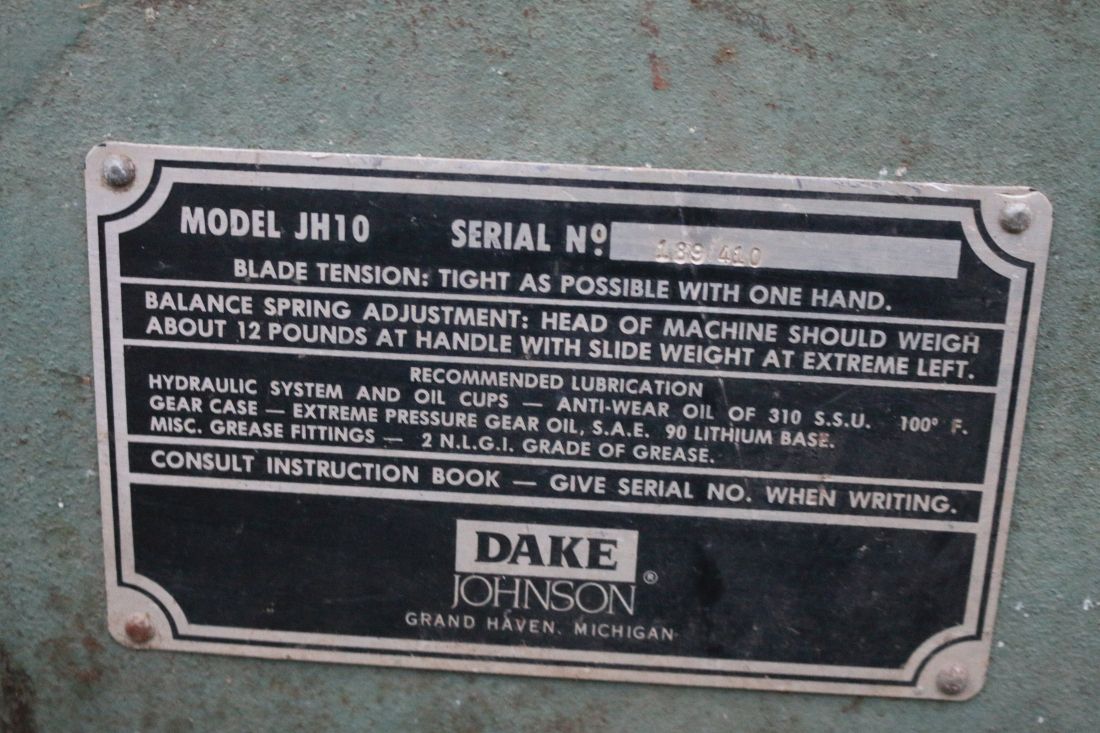 MODEL JH10 SERIAL Nº 189410
BLADE TENSION: TIGHT AS POSSIBLE WITH ONE HAND.
BALANCE SPRING ADJUSTMENT: HEAD OF MACHINE SHOULD WEIGH
ABOUT 12 POUNDS AT HANDLE WITH SLIDE WEIGHT AT EXTREME LEFT.
RECOMMENDED LUBRICATION
HYDRAULIC SYSTEM AND OIL CUPS — ANTI-WEAR OIL OF 310 S.S.U. 100° F.
GEAR CASE — EXTREME PRESSURE GEAR OIL, S.A.E. 90 LITHIUM BASE.
MISC. GREASE FITTINGS — 2 N.L.G.I. GRADE OF GREASE.
CONSULT INSTRUCTION BOOK — GIVE SERIAL NO. WHEN WRITING.
DAKE
JOHNSON ®
GRAND HAVEN, MICHIGAN